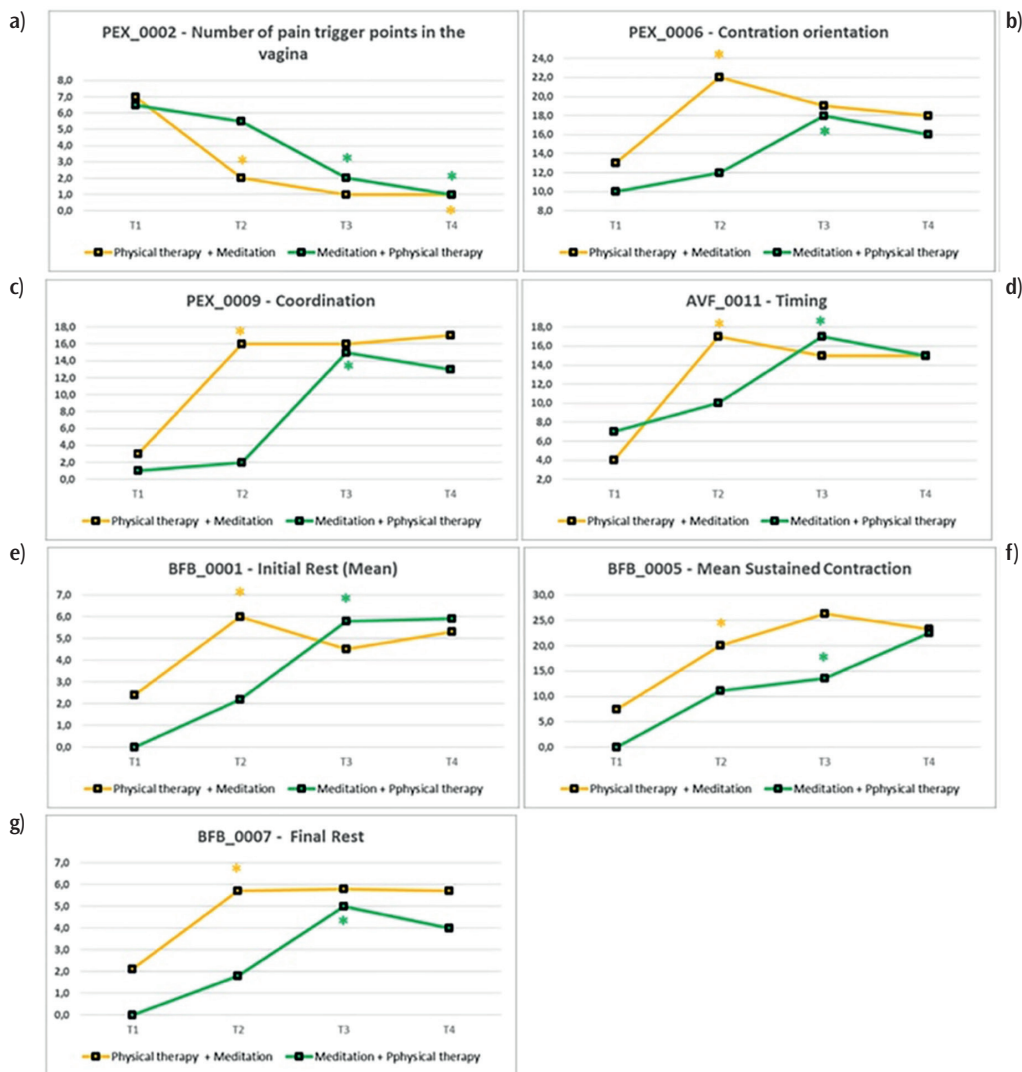 a)
PEX_0002 - Number of pain trigger points in the
vagina
8,0
7,0
6,0
5,0
4,0
3,0
2,0
1,0
0,0
T1 T2 T3 T4
Physical therapy + Meditation Meditation + Pphysical therapy
b)
PEX_0006 - Contration orientation
24,0
22,0
20,0
18,0
16,0
14,0
12,0
10,0
8,0
T1 T2 T3 T4
Physical therapy + Meditation Meditation + Pphysical therapy
c)
PEX_0009 - Coordination
18,0
16,0
14,0
12,0
10,0
8,0
6,0
4,0
2,0
0,0
T1 T2 T3 T4
Physical therapy + Meditation Meditation + Pphysical therapy
d)
AVF_0011 - Timing
18,0
16,0
14,0
12,0
10,0
8,0
6,0
4,0
2,0
T1 T2 T3 T4
Physical therapy + Meditation Meditation + Pphysical therapy
e)
BFB_0001 - Initial Rest (Mean)
7,0
6,0
5,0
4,0
3,0
2,0
1,0
0,0
T1 T2 T3 T4
Physical therapy + Meditation Meditation + Pphysical therapy
f)
BFB_0005 - Mean Sustained Contraction
30,0
25,0
20,0
15,0
10,0
5,0
0,0
T1 T2 T3 T4
Physical therapy + Meditation Meditation + Pphysical therapy
g)
BFB_0007 - Final Rest
7,0
6,0
5,0
4,0
3,0
2,0
1,0
0,0
T1 T2 T3 T4
Physical therapy + Meditation Meditation + Pphysical therapy